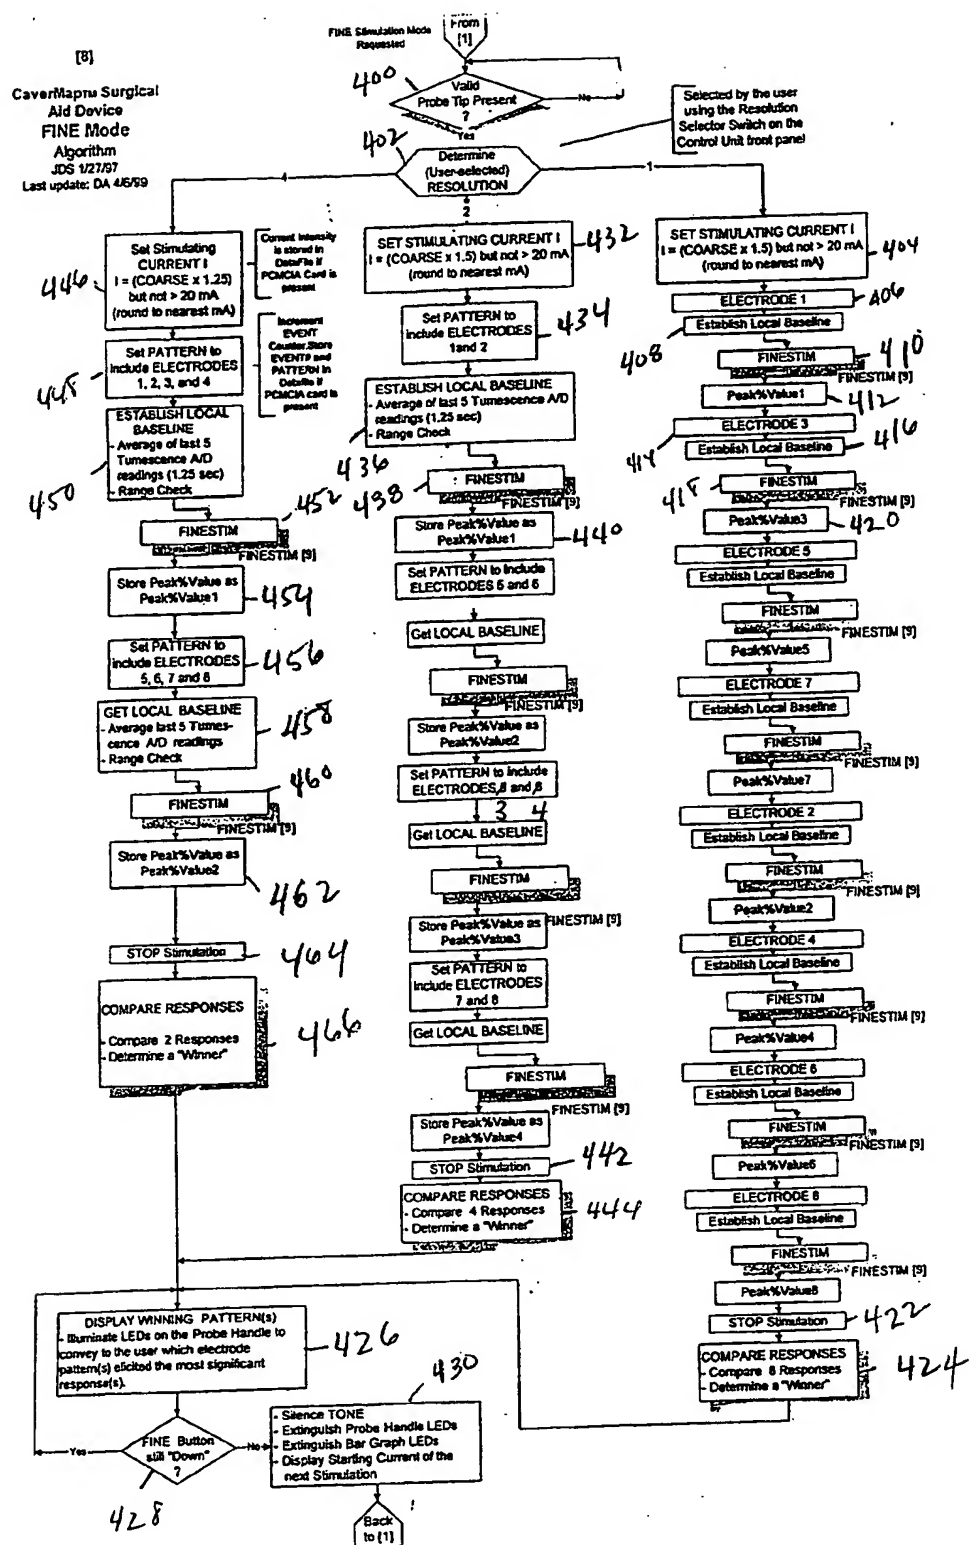 [8]
CaverMaptm Surgical
Aid Device
FINE Mode
Algorithm
JDS 1/27/97
Last update: DA 4/6/99
FINE Stimulation Mode
Requested
From
[1]
400
Valid
Probe Tip Present
?
No
Yes
Selected by the user
using the Resolution
Selector Switch on the
Control Unit front panel
402
Determine
(User-selected)
RESOLUTION
4
2
1
446
Set Stimulating
CURRENT I
I = (COARSE x 1.25)
but not > 20 mA
(round to nearest mA)
Current Intensity
is stored in
DataFile if
PCMCIA Card is
present
448
Set PATTERN to
include ELECTRODES
1, 2, 3, and 4
Increment
EVENT
Counter. Store
EVENT# and
PATTERN in
Datafile if
PCMCIA card is
present
450
ESTABLISH LOCAL
BASELINE
- Average of last 5
Tumescence A/D
readings (1.25 sec)
- Range Check
452
FINESTIM
FINESTIM [9]
Store Peak%Value as
Peak%Value1
454
Set PATTERN to
include ELECTRODES
5, 6, 7 and 8
456
GET LOCAL BASELINE
- Average last 5 Tumes-
cence A/D readings
- Range Check
458
460
FINESTIM
FINESTIM [9]
Store Peak%Value as
Peak%Value2
462
STOP Stimulation
464
COMPARE RESPONSES
- Compare 2 Responses
- Determine a "Winner"
466
SET STIMULATING CURRENT I
I = (COARSE x 1.5) but not > 20 mA
(round to nearest mA)
432
Set PATTERN to
include ELECTRODES
1and 2
434
ESTABLISH LOCAL BASELINE
- Average of last 5 Tumescence A/D
readings (1.25 sec)
- Range Check
436
438
FINESTIM
FINESTIM [9]
Store Peak%Value as
Peak%Value1
440
Set PATTERN to include
ELECTRODES 5 and 6
Get LOCAL BASELINE
FINESTIM
FINESTIM [9]
Store Peak%Value as
Peak%Value2
Set PATTERN to include
ELECTRODES and
3 4
Get LOCAL BASELINE
FINESTIM
FINESTIM [9]
Store Peak%Value as
Peak%Value3
Set PATTERN to
include ELECTRODES
7 and 8
Get LOCAL BASELINE
FINESTIM
FINESTIM [9]
Store Peak%Value as
Peak%Value4
STOP Stimulation
442
COMPARE RESPONSES
- Compare 4 Responses
- Determine a "Winner"
444
SET STIMULATING CURRENT I
I = (COARSE x 1.5) but not > 20 mA
(round to nearest mA)
404
ELECTRODE 1
406
Establish Local Baseline
408
FINESTIM
410
FINESTIM [9]
Peak%Value1
412
ELECTRODE 3
414
Establish Local Baseline
416
418
FINESTIM
FINESTIM [9]
Peak%Value3
420
ELECTRODE 5
Establish Local Baseline
FINESTIM
FINESTIM [9]
Peak%Value5
ELECTRODE 7
Establish Local Baseline
FINESTIM
FINESTIM [9]
Peak%Value7
ELECTRODE 2
Establish Local Baseline
FINESTIM
FINESTIM [9]
Peak%Value2
ELECTRODE 4
Establish Local Baseline
FINESTIM
FINESTIM [9]
Peak%Value4
ELECTRODE 6
Establish Local Baseline
FINESTIM
FINESTIM [9]
Peak%Value6
ELECTRODE 8
Establish Local Baseline
FINESTIM
FINESTIM [9]
Peak%Value8
STOP Stimulation
422
COMPARE RESPONSES
- Compare 8 Responses
- Determine a "Winner"
424
DISPLAY WINNING PATTERN(s)
- Illuminate LEDs on the Probe Handle to
convey to the user which electrode
pattern(s) elicited the most significant
response(s).
426
FINE Button
still "Down"
?
Yes
No
428
430
- Silence TONE
- Extinguish Probe Handle LEDs
- Extinguish Bar Graph LEDs
- Display Starting Current of the
next Stimulation
Back
to [1]